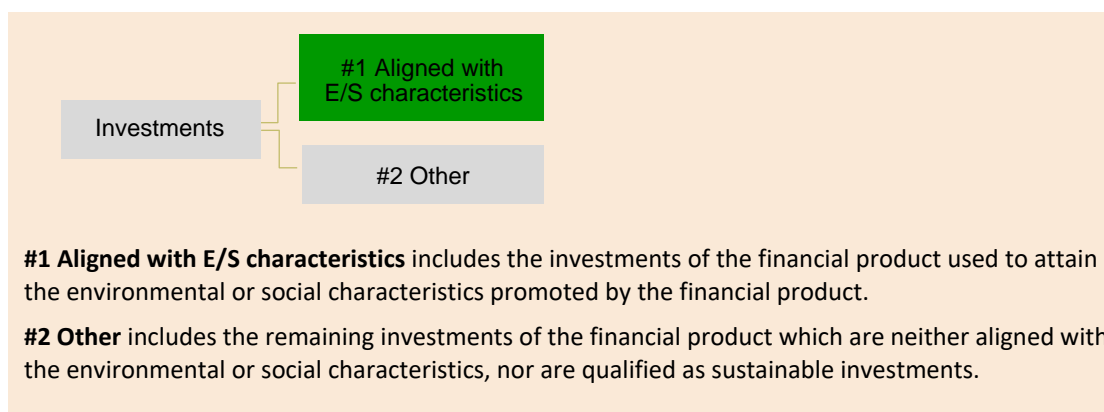 #1 Aligned with
E/S characteristics
Investments
#2 Other
#1 Aligned with E/S characteristics includes the investments of the financial product used to attain
the environmental or social characteristics promoted by the financial product.
#2 Other includes the remaining investments of the financial product which are neither aligned with
the environmental or social characteristics, nor are qualified as sustainable investments.